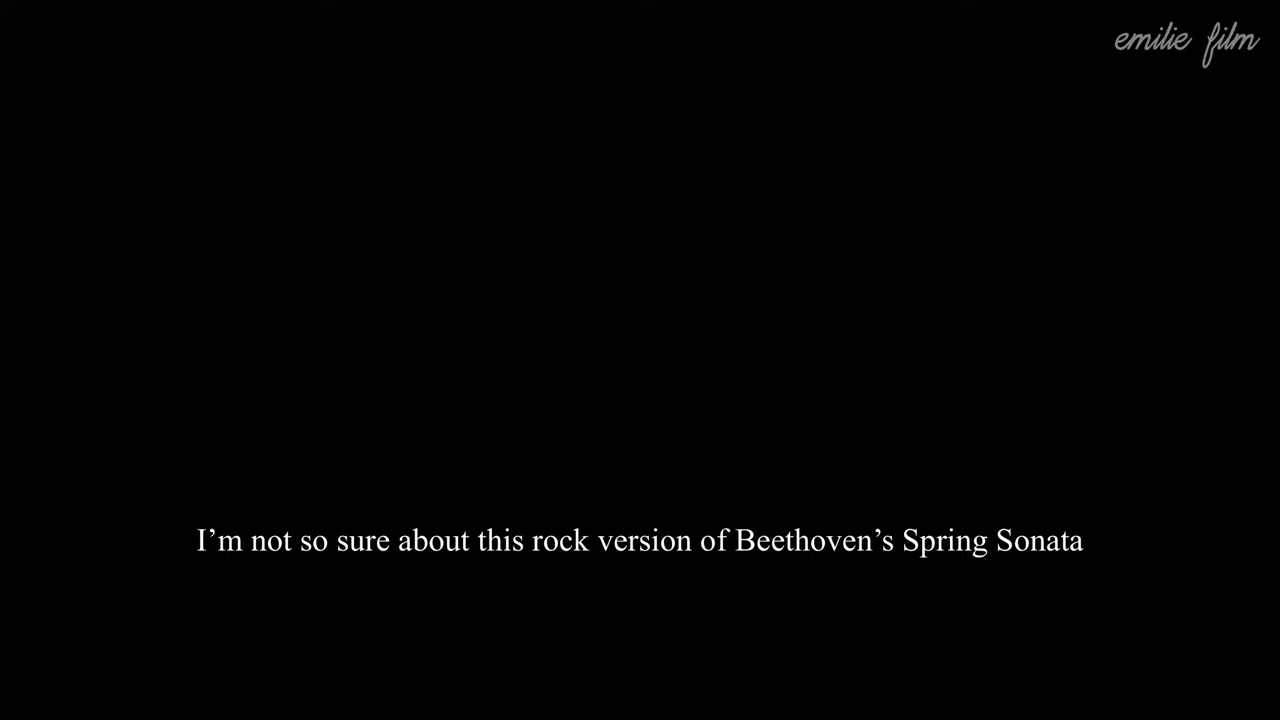 emilie film
I’m not so sure about this rock version of Beethoven’s Spring Sonata